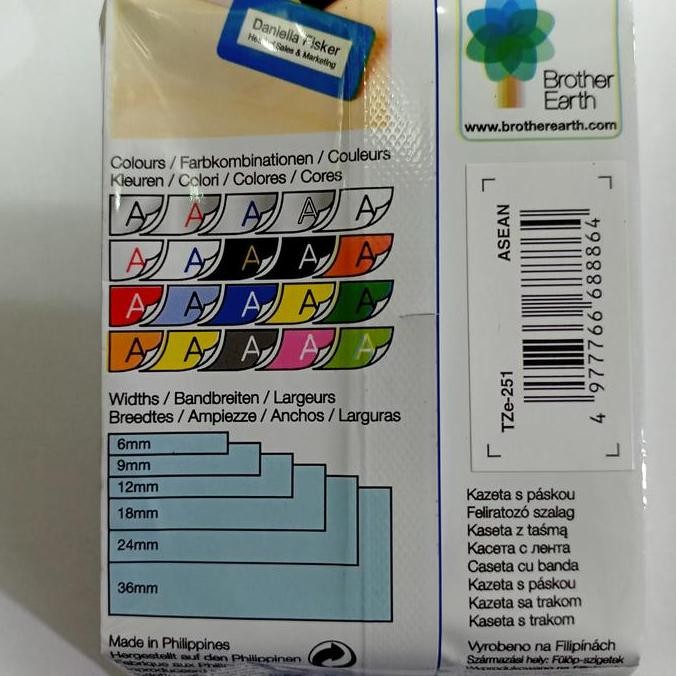 Daniella Fisker
Head of Sales & Marketing
Colours / Farbkombinationen / Couleurs
Kleuren / Colori / Colores / Cores
A A A A A
A A A A A
A A A A A
A A A A A
Widths / Bandbreiten / Largeurs
Breedtes / Ampiezze / Anchos / Larguras
6mm
9mm
12mm
18mm
24mm
36mm
Made in Philippines
Hergestellt auf den Philippinen
Brother
Earth
www.brotherearth.com
ASEAN
TZe-251
4 977766 688864
Kazeta s páskou
Feliratozó szalag
Kaseta z taśmą
Касета с лента
Caseta cu banda
Kazeta s páskou
Kazeta sa trakom
Kaseta s trakom
Vyrobeno na Filipínách
Származási hely: Fülöp-szigetek